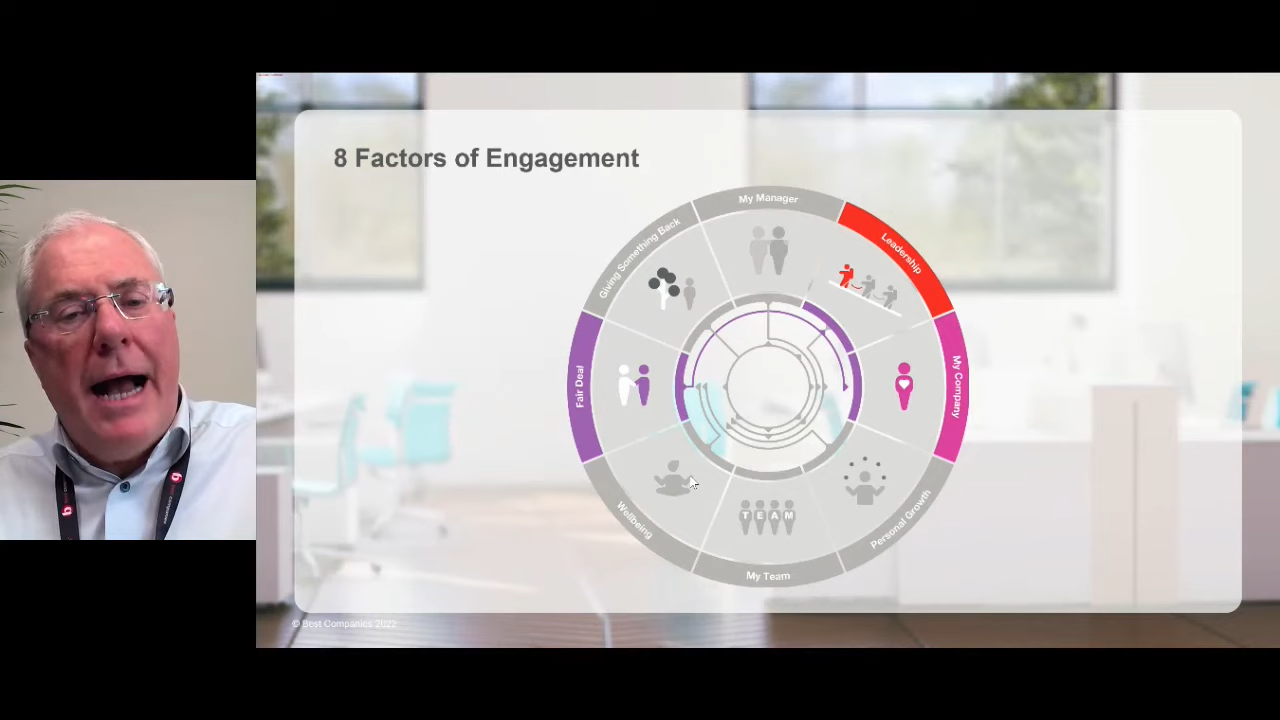 8 Factors of Engagement
My Manager
Leadership
My Company
Personal Growth
My Team
Wellbeing
Fair Deal
Giving Something Back
TEAM
© Best Companies 2022